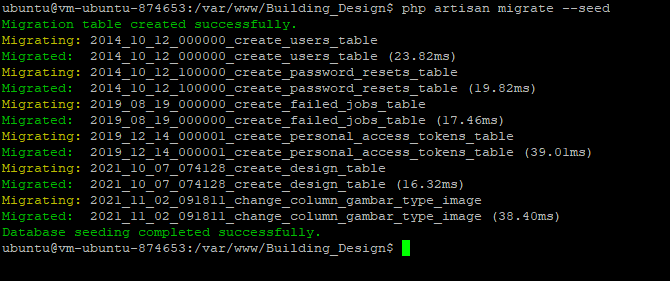 ubuntu@vm-ubuntu-874653:/var/www/Building_Design$ php artisan migrate --seed
Migration table created successfully.
Migrating: 2014_10_12_000000_create_users_table
Migrated:  2014_10_12_000000_create_users_table (23.82ms)
Migrating: 2014_10_12_100000_create_password_resets_table
Migrated:  2014_10_12_100000_create_password_resets_table (19.82ms)
Migrating: 2019_08_19_000000_create_failed_jobs_table
Migrated:  2019_08_19_000000_create_failed_jobs_table (17.46ms)
Migrating: 2019_12_14_000001_create_personal_access_tokens_table
Migrated:  2019_12_14_000001_create_personal_access_tokens_table (39.01ms)
Migrating: 2021_10_07_074128_create_design_table
Migrated:  2021_10_07_074128_create_design_table (16.32ms)
Migrating: 2021_11_02_091811_change_column_gambar_type_image
Migrated:  2021_11_02_091811_change_column_gambar_type_image (38.40ms)
Database seeding completed successfully.
ubuntu@vm-ubuntu-874653:/var/www/Building_Design$